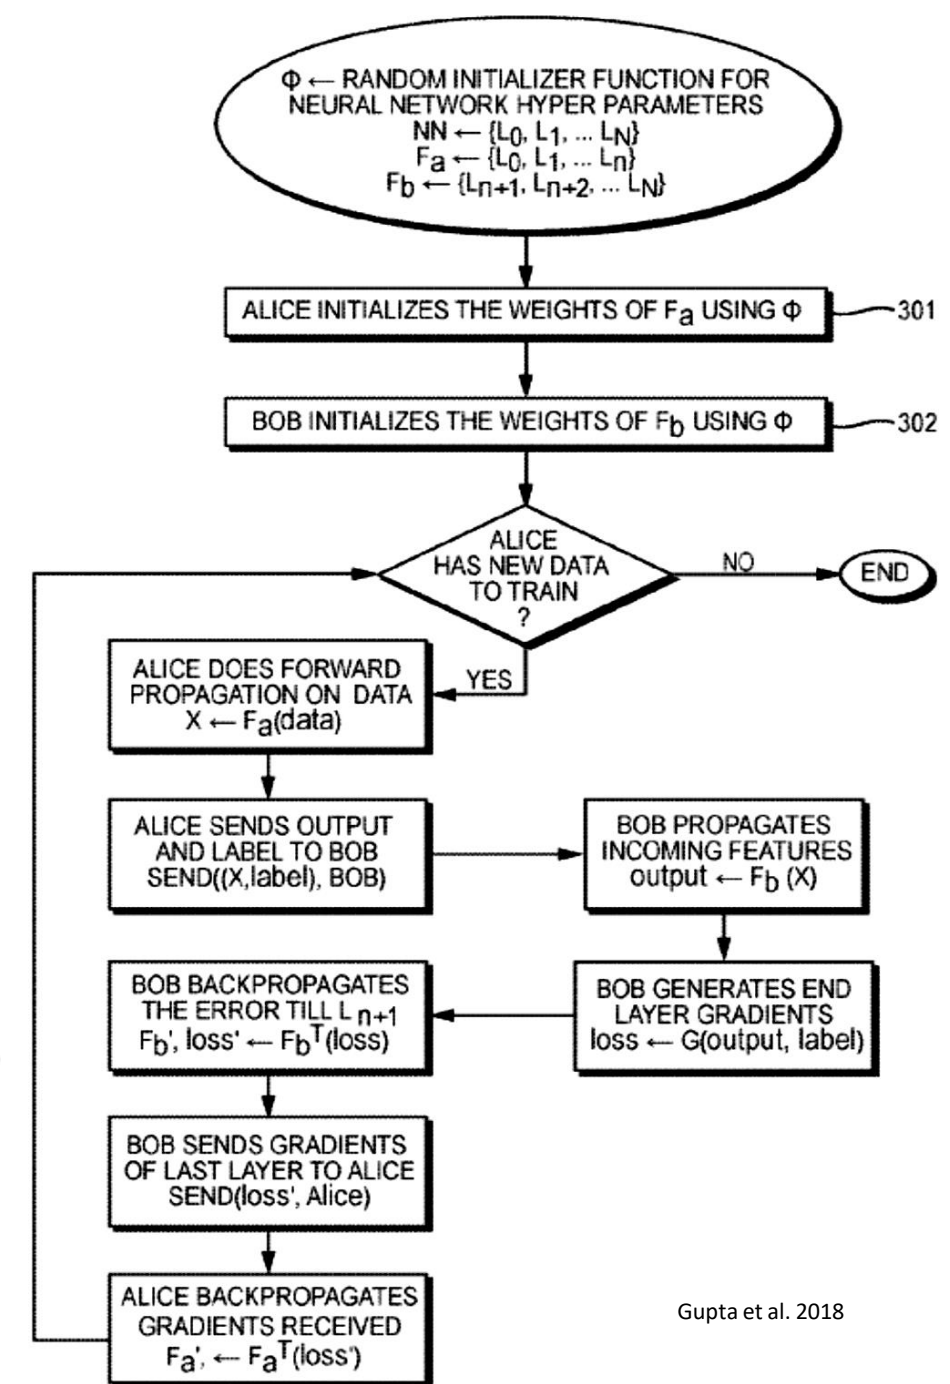 Φ ← RANDOM INITIALIZER FUNCTION FOR
NEURAL NETWORK HYPER PARAMETERS
NN ← {L0, L1, ... LN}
Fa ← {L0, L1, ... Ln}
Fb ← {Ln+1, Ln+2, ... LN}
ALICE INITIALIZES THE WEIGHTS OF Fa USING Φ
301
BOB INITIALIZES THE WEIGHTS OF Fb USING Φ
302
ALICE
HAS NEW DATA
TO TRAIN
?
NO
END
YES
ALICE DOES FORWARD
PROPAGATION ON DATA
X ← Fa(data)
ALICE SENDS OUTPUT
AND LABEL TO BOB
SEND((X,label), BOB)
BOB PROPAGATES
INCOMING FEATURES
output ← Fb (X)
BOB GENERATES END
LAYER GRADIENTS
loss ← G(output, label)
BOB BACKPROPAGATES
THE ERROR TILL L n+1
Fb', loss' ← FbT(loss)
BOB SENDS GRADIENTS
OF LAST LAYER TO ALICE
SEND(loss', Alice)
ALICE BACKPROPAGATES
GRADIENTS RECEIVED
Fa', ← FaT(loss')
Gupta et al. 2018